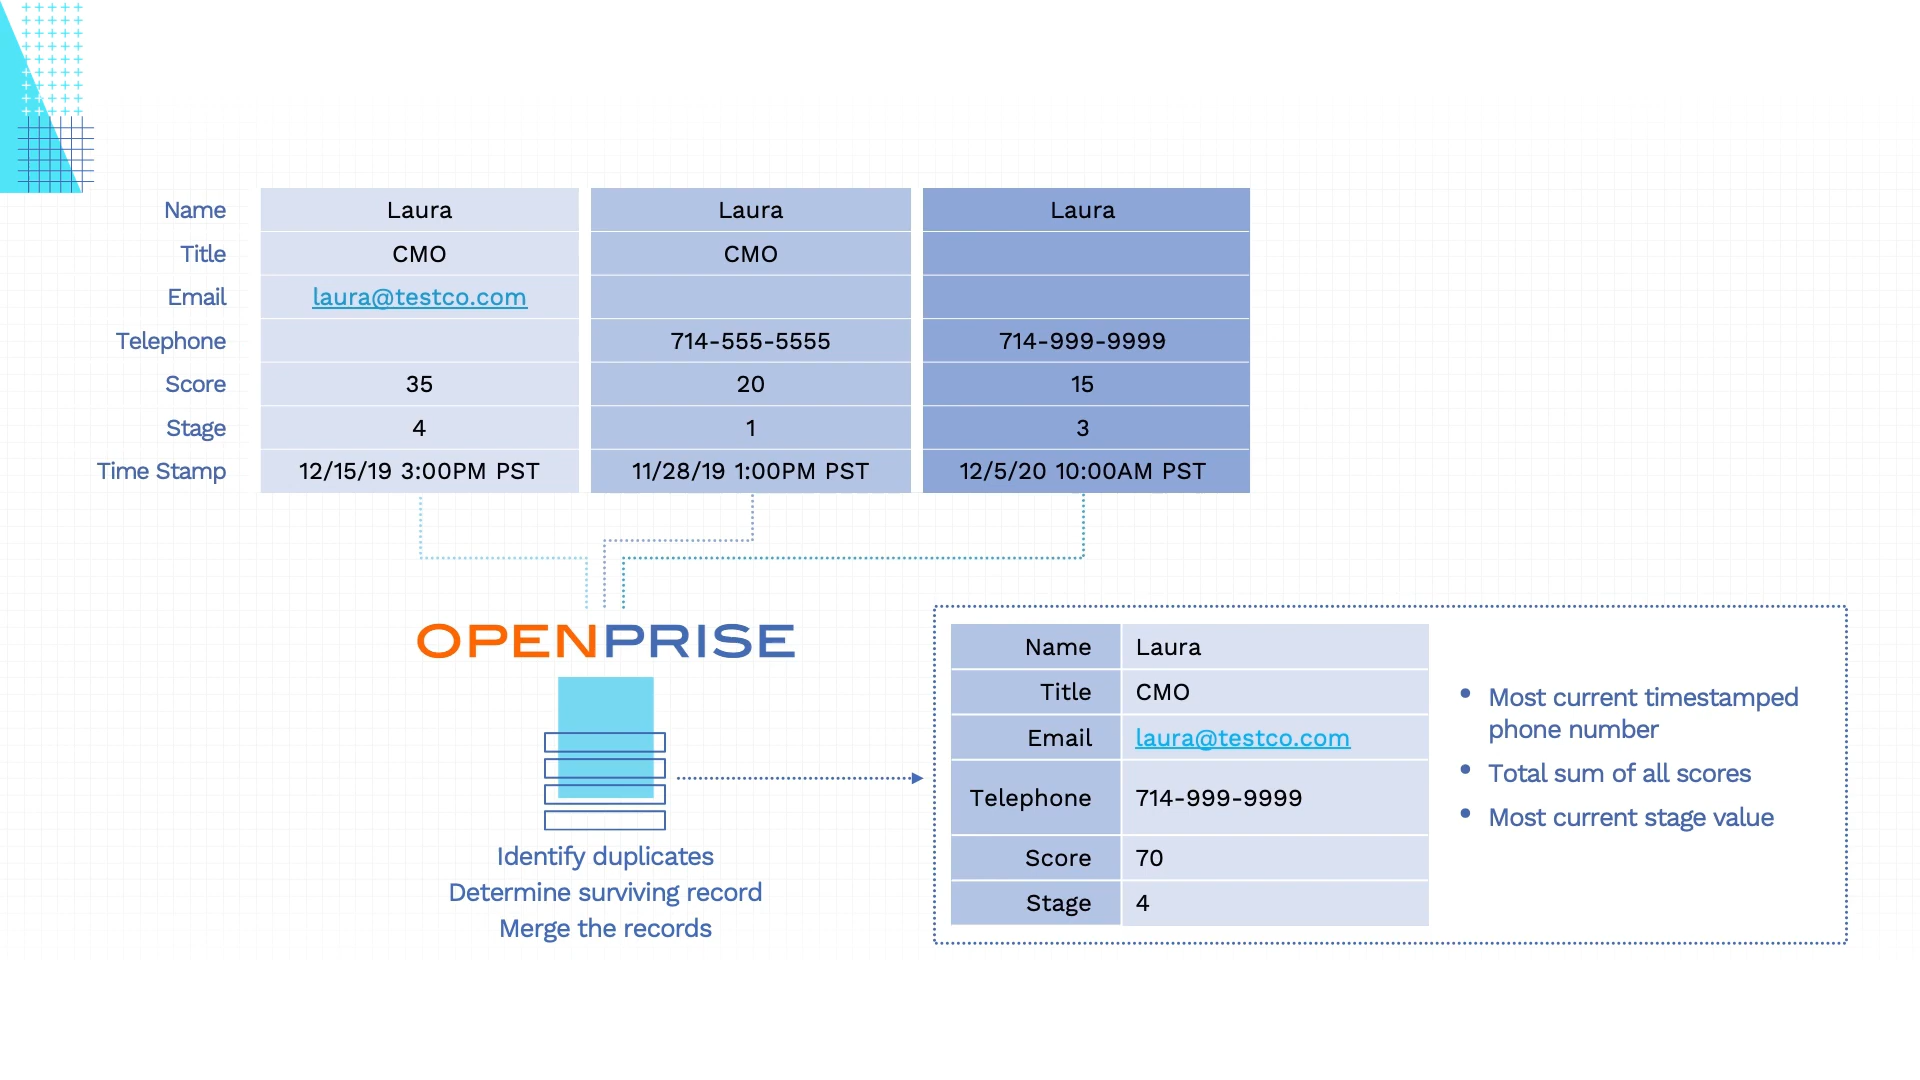 Name Laura Laura Laura
Title CMO CMO
Email laura@testco.com
Telephone 714-555-5555 714-999-9999
Score 35 20 15
Stage 4 1 3
Time Stamp 12/15/19 3:00PM PST 11/28/19 1:00PM PST 12/5/20 10:00AM PST
OPENPRISE
Identify duplicates
Determine surviving record
Merge the records
Name Laura
Title CMO
Email laura@testco.com
Telephone 714-999-9999
Score 70
Stage 4
• Most current timestamped
phone number
• Total sum of all scores
• Most current stage value